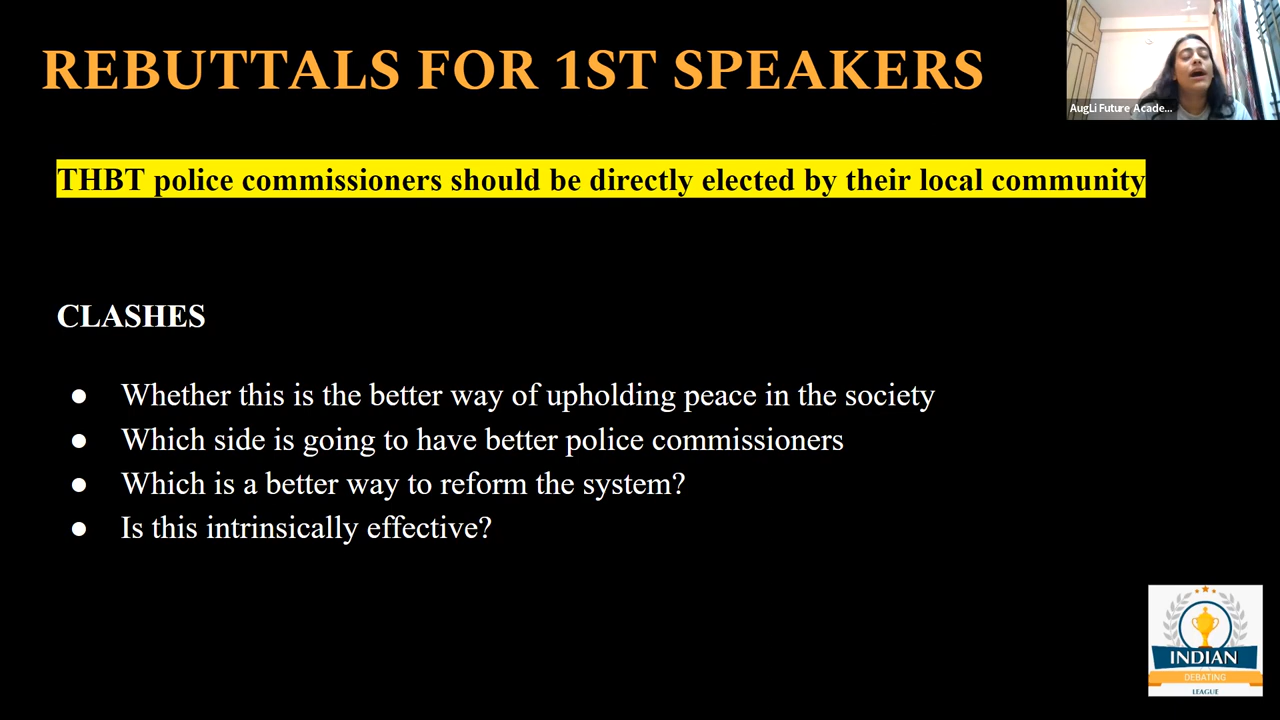 REBUTTALS FOR 1ST SPEAKERS
AugLi Future Acade...
THBT police commissioners should be directly elected by their local community
CLASHES
● Whether this is the better way of upholding peace in the society
● Which side is going to have better police commissioners
● Which is a better way to reform the system?
● Is this intrinsically effective?
INDIAN
DEBATING
LEAGUE